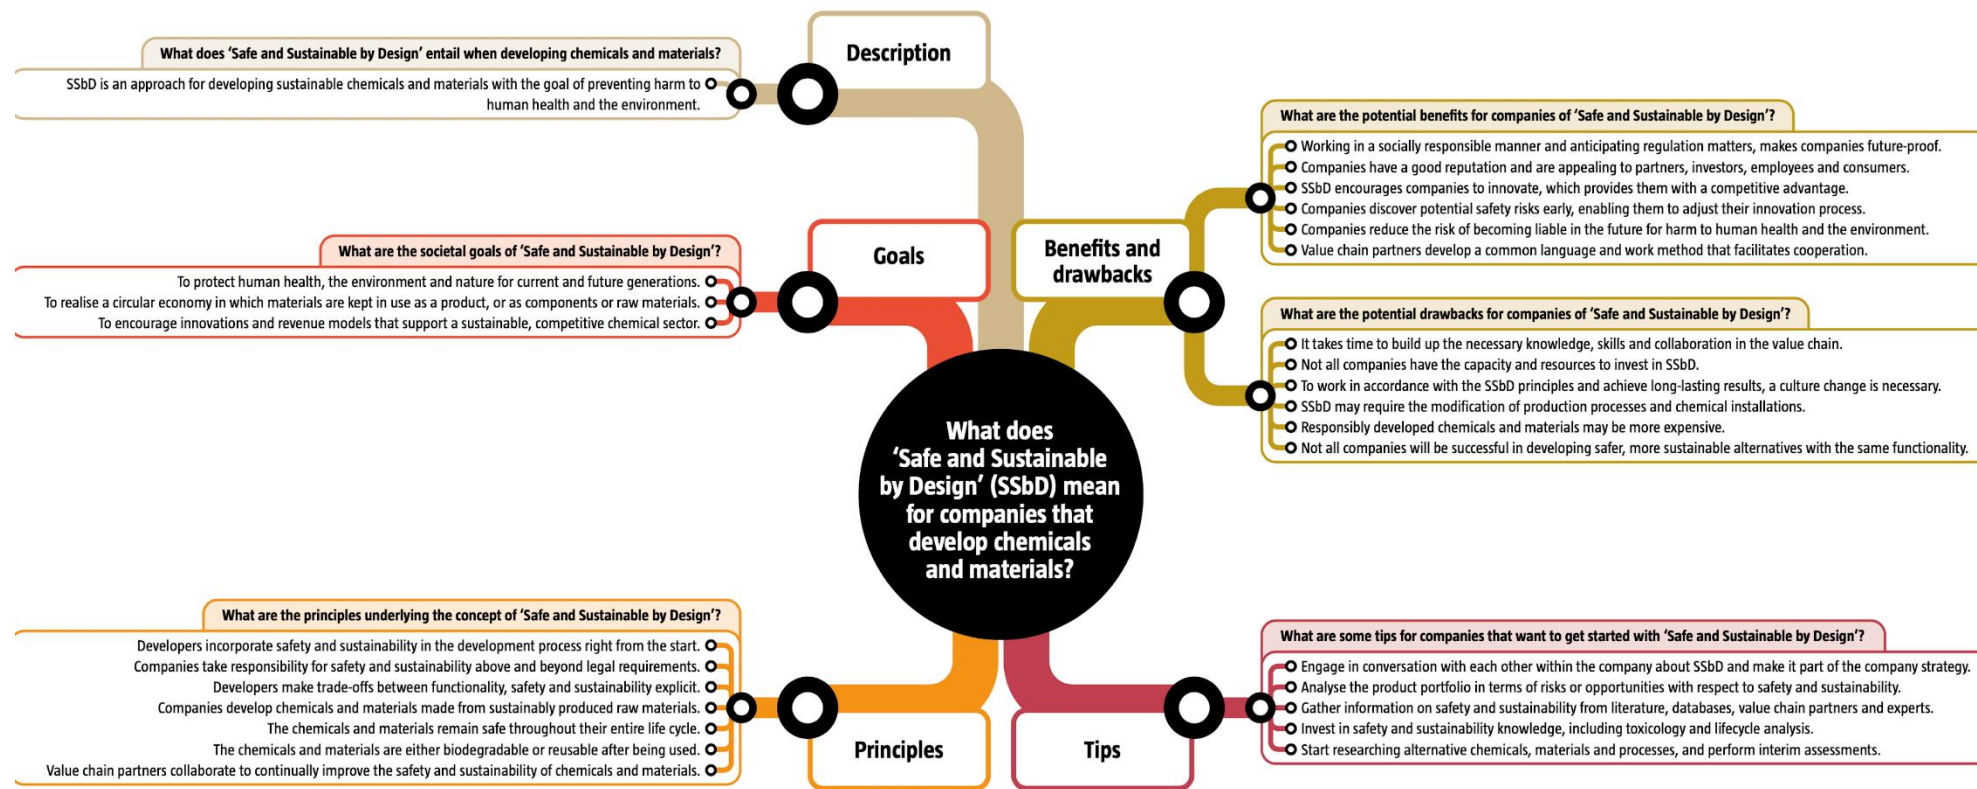 Description
What does ‘Safe and Sustainable by Design’ entail when developing chemicals and materials?
SSbD is an approach for developing sustainable chemicals and materials with the goal of preventing harm to
human health and the environment.
Goals
What are the societal goals of ‘Safe and Sustainable by Design’?
To protect human health, the environment and nature for current and future generations.
To realise a circular economy in which materials are kept in use as a product, or as components or raw materials.
To encourage innovations and revenue models that support a sustainable, competitive chemical sector.
Benefits and
drawbacks
What are the potential benefits for companies of ‘Safe and Sustainable by Design’?
Working in a socially responsible manner and anticipating regulation matters, makes companies future-proof.
Companies have a good reputation and are appealing to partners, investors, employees and consumers.
SSbD encourages companies to innovate, which provides them with a competitive advantage.
Companies discover potential safety risks early, enabling them to adjust their innovation process.
Companies reduce the risk of becoming liable in the future for harm to human health and the environment.
Value chain partners develop a common language and work method that facilitates cooperation.
What are the potential drawbacks for companies of ‘Safe and Sustainable by Design’?
It takes time to build up the necessary knowledge, skills and collaboration in the value chain.
Not all companies have the capacity and resources to invest in SSbD.
To work in accordance with the SSbD principles and achieve long-lasting results, a culture change is necessary.
SSbD may require the modification of production processes and chemical installations.
Responsibly developed chemicals and materials may be more expensive.
Not all companies will be successful in developing safer, more sustainable alternatives with the same functionality.
What does
‘Safe and Sustainable
by Design’ (SSbD) mean
for companies that
develop chemicals
and materials?
Principles
What are the principles underlying the concept of ‘Safe and Sustainable by Design’?
Developers incorporate safety and sustainability in the development process right from the start.
Companies take responsibility for safety and sustainability above and beyond legal requirements.
Developers make trade-offs between functionality, safety and sustainability explicit.
Companies develop chemicals and materials made from sustainably produced raw materials.
The chemicals and materials remain safe throughout their entire life cycle.
The chemicals and materials are either biodegradable or reusable after being used.
Value chain partners collaborate to continually improve the safety and sustainability of chemicals and materials.
Tips
What are some tips for companies that want to get started with ‘Safe and Sustainable by Design’?
Engage in conversation with each other within the company about SSbD and make it part of the company strategy.
Analyse the product portfolio in terms of risks or opportunities with respect to safety and sustainability.
Gather information on safety and sustainability from literature, databases, value chain partners and experts.
Invest in safety and sustainability knowledge, including toxicology and lifecycle analysis.
Start researching alternative chemicals, materials and processes, and perform interim assessments.